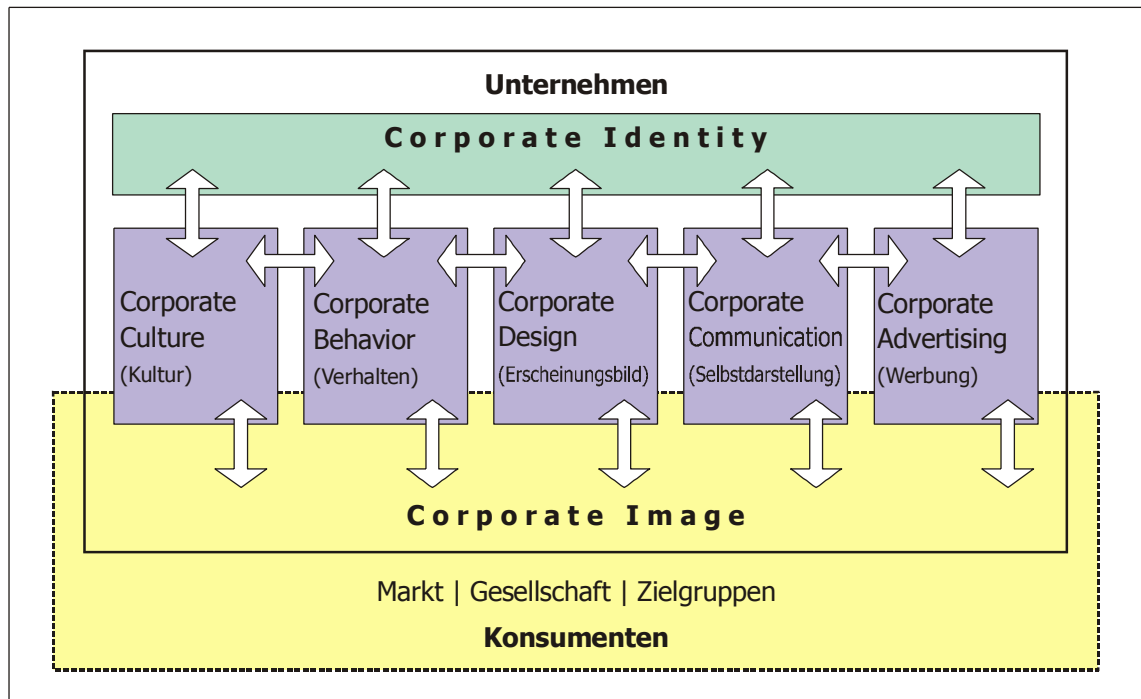 Unternehmen
Corporate Identity
Corporate
Culture
(Kultur)
Corporate
Behavior
(Verhalten)
Corporate
Design
(Erscheinungsbild)
Corporate
Communication
(Selbstdarstellung)
Corporate
Advertising
(Werbung)
Corporate Image
Markt | Gesellschaft | Zielgruppen
Konsumenten